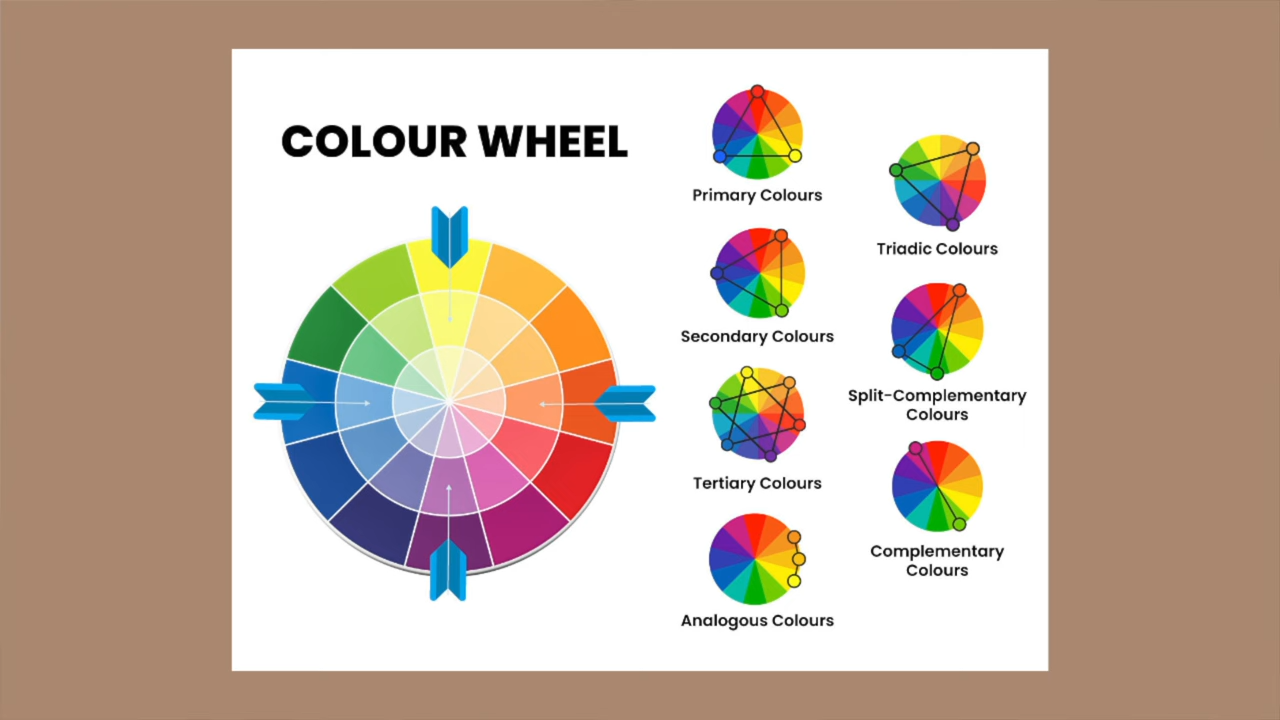 COLOUR WHEEL
Primary Colours
Triadic Colours
Secondary Colours
Split-Complementary
Colours
Tertiary Colours
Complementary
Colours
Analogous Colours